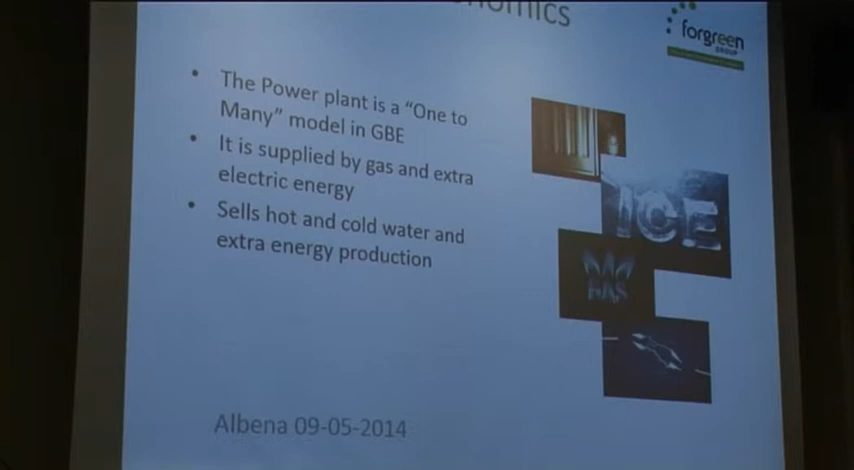 forgreen
GROUP
• The Power plant is a “One to
Many” model in GBE
• It is supplied by gas and extra
electric energy
• Sells hot and cold water and
extra energy production
ICE
GAS
Albena 09-05-2014